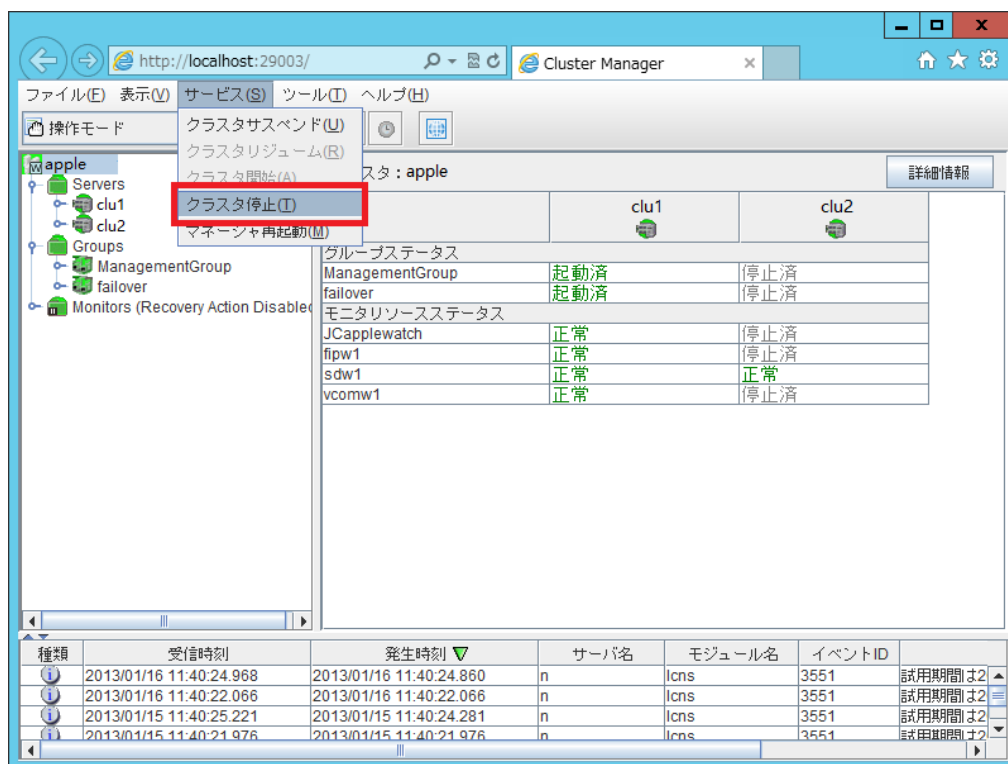 http://localhost:29003/
Cluster Manager
ファイル(F) 表示(V) サービス(S) ツール(T) ヘルプ(H)
操作モード
クラスタサスペンド(U)
クラスタリジューム(R)
クラスタ開始(A)
クラスタ停止(T)
マネージャ再起動(M)
apple
Servers
clu1
clu2
Groups
ManagementGroup
failover
Monitors (Recovery Action Disabled
スタ : apple
詳細情報
clu1 clu2
グループステータス
ManagementGroup 起動済 停止済
failover 起動済 停止済
モニタリソースステータス
JCapplewatch 正常 停止済
fipw1 正常 停止済
sdw1 正常 正常
vcomw1 正常 停止済
種類 受信時刻 発生時刻 サーバ名 モジュール名 イベントID
2013/01/16 11:40:24.968 2013/01/16 11:40:24.860 n lcns 3551 試用期間は2
2013/01/16 11:40:22.066 2013/01/16 11:40:22.066 n lcns 3551 試用期間は2
2013/01/15 11:40:25.221 2013/01/15 11:40:24.281 n lcns 3551 試用期間は2
2013/01/15 11:40:21.976 2013/01/15 11:40:21.976 n lcns 3551 試用期間は2